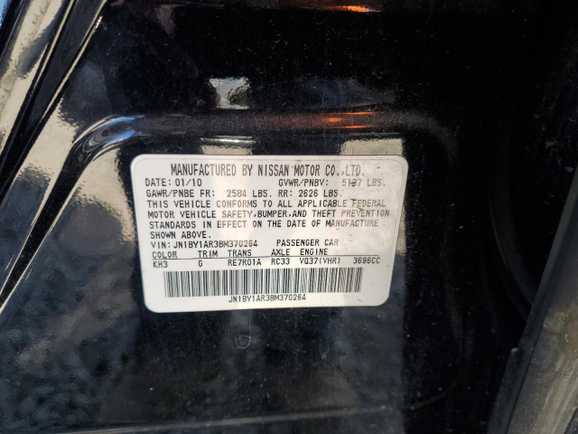 MANUFACTURED BY NISSAN MOTOR CO.,LTD.
DATE: 01/10 GVWR/PNBV: 5137 LBS.
GAWR/PNBE FR: 2584 LBS. RR: 2626 LBS.
THIS VEHICLE CONFORMS TO ALL APPLICABLE FEDERAL
MOTOR VEHICLE SAFETY, BUMPER, AND THEFT PREVENTION
STANDARDS IN EFFECT ON THE DATE OF MANUFACTURE
SHOWN ABOVE.
VIN: JN1BY1AR3BM370264 PASSENGER CAR
COLOR TRIM TRANS AXLE ENGINE
KH3 G RE7R01A RC33 VQ37(VHR) 3696CC
JN1BY1AR3BM370264